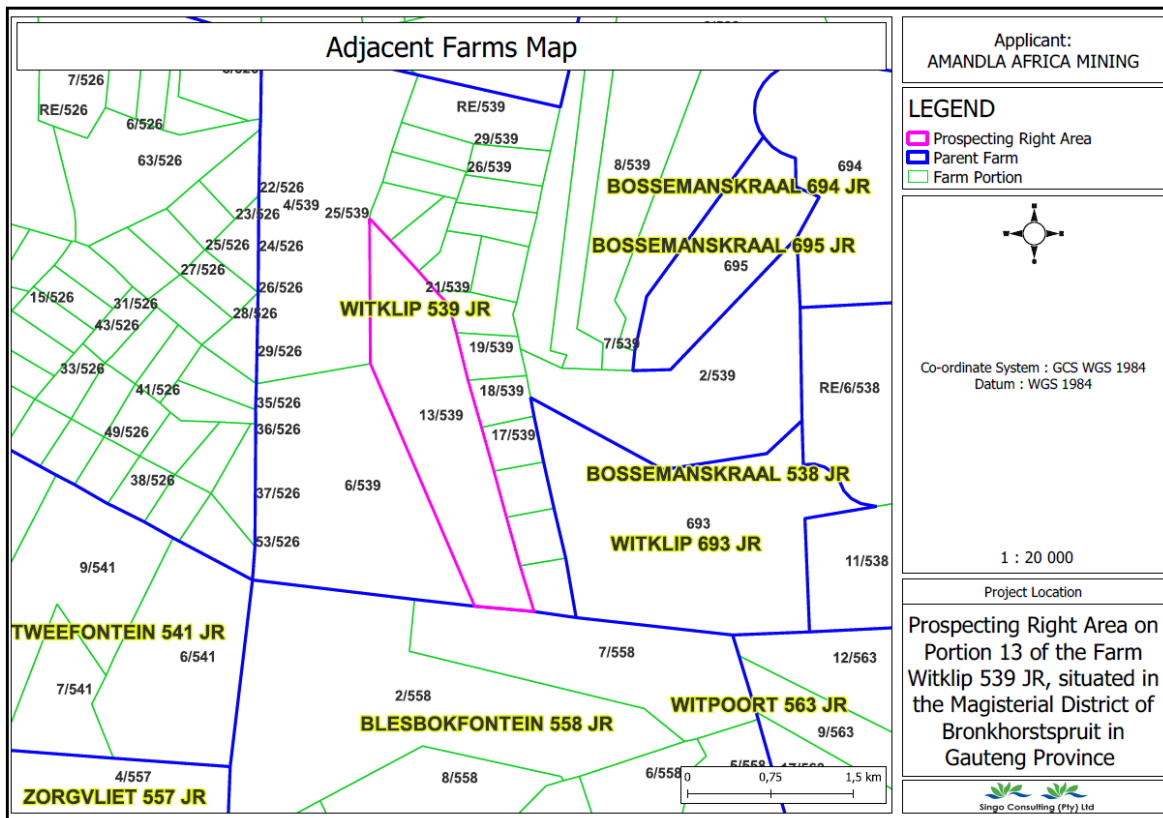 Adjacent Farms Map
7/526
RE/526
6/526
63/526
RE/539
29/539
26/539
8/539
694
BOSSEMANSKRAAL 694 JR
22/526
4/539
23/526
25/539
25/526
24/526
BOSSEMANSKRAAL 695 JR
695
27/526
26/526
21/539
15/526
31/526
28/526
WITKLIP 539 JR
43/526
29/526
19/539
7/539
33/526
41/526
18/539
2/539
RE/6/538
35/526
13/539
49/526
36/526
17/539
38/526
37/526
6/539
BOSSEMANSKRAAL 538 JR
693
WITKLIP 693 JR
53/526
11/538
9/541
TWEEFONTEIN 541 JR
6/541
7/558
12/563
7/541
2/558
WITPOORT 563 JR
BLESBOKFONTEIN 558 JR
9/563
4/557
8/558
6/558
5/558
ZORGVLIET 557 JR
0 0,75 1,5 km
Applicant:
AMANDLA AFRICA MINING
LEGEND
Prospecting Right Area
Parent Farm
Farm Portion
Co-ordinate System : GCS WGS 1984
Datum : WGS 1984
1 : 20 000
Project Location
Prospecting Right Area on
Portion 13 of the Farm
Witklip 539 JR, situated in
the Magisterial District of
Bronkhorstspruit in
Gauteng Province
Singo Consulting (Pty) Ltd